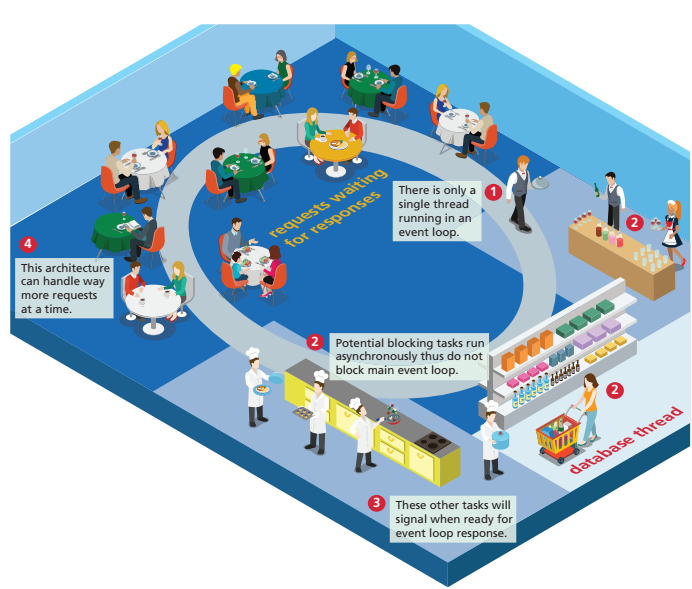 requests waiting
for responses
1
There is only a
single thread
running in an
event loop.
2
4
This architecture
can handle way
more requests
at a time.
2
Potential blocking tasks run
asynchronously thus do not
block main event loop.
2
database thread
3
These other tasks will
signal when ready for
event loop response.